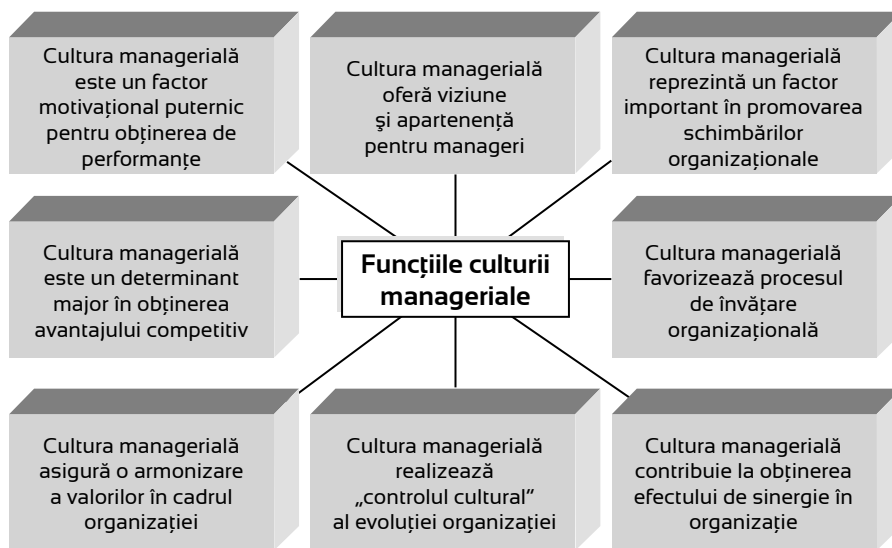 Cultura managerială
este un factor
motivațional puternic
pentru obținerea de
performanțe
Cultura managerială
oferă viziune
şi apartenență
pentru manageri
Cultura managerială
reprezintă un factor
important în promovarea
schimbărilor
organizaționale
Cultura managerială
este un determinant
major în obținerea
avantajului competitiv
Funcțiile culturii
manageriale
Cultura managerială
favorizează procesul
de învățare
organizațională
Cultura managerială
asigură o armonizare
a valorilor în cadrul
organizației
Cultura managerială
realizează
„controlul cultural”
al evoluției organizației
Cultura managerială
contribuie la obținerea
efectului de sinergie în
organizație